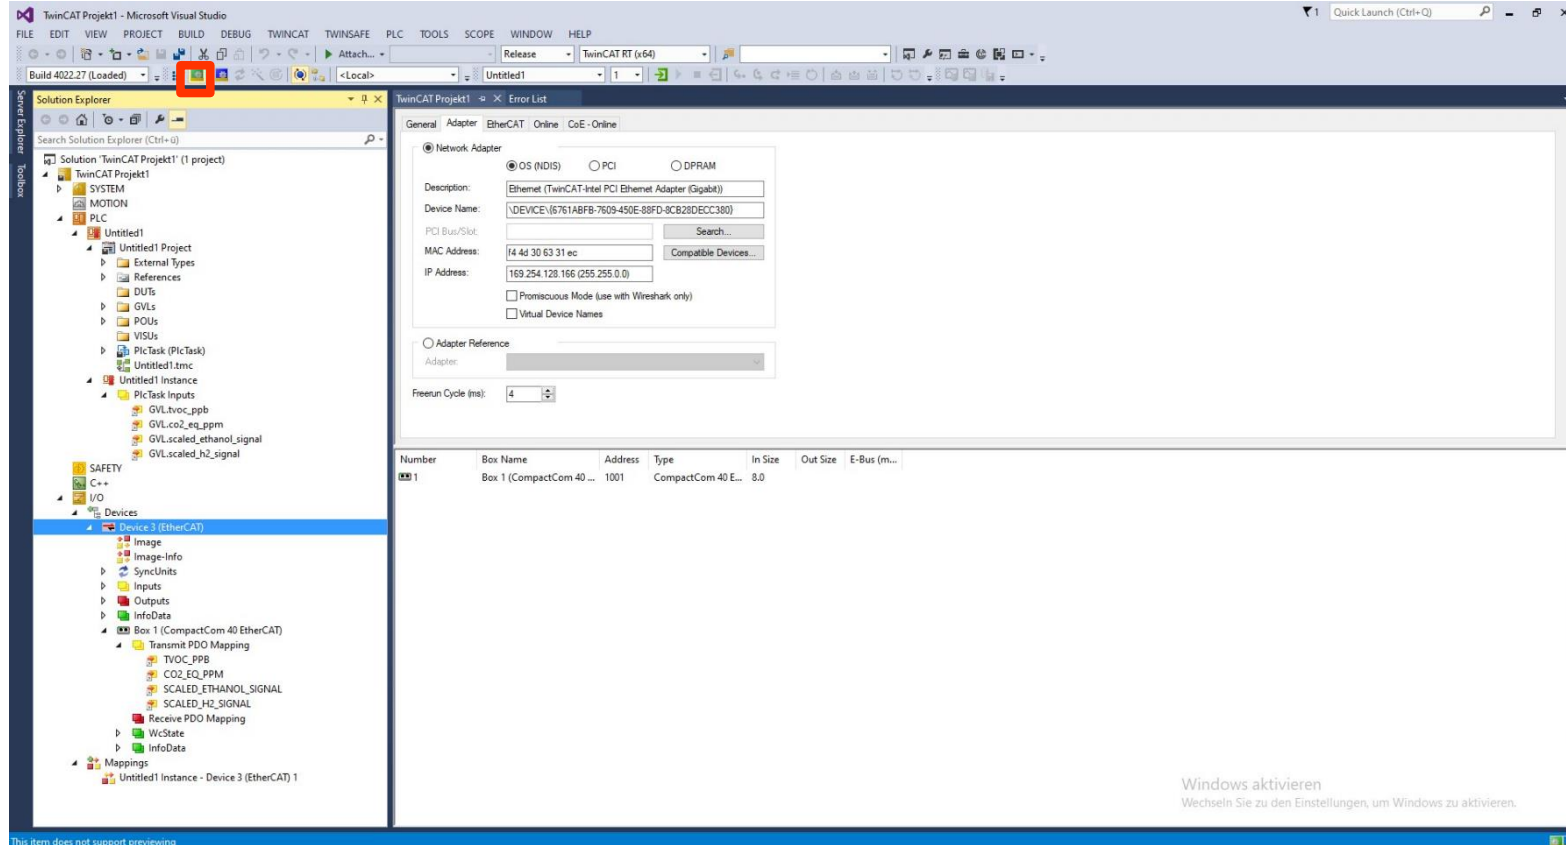 TwinCAT Projekt1 - Microsoft Visual Studio
1 Quick Launch (Ctrl+Q)
FILE EDIT VIEW PROJECT BUILD DEBUG TWINCAT TWINSAFE PLC TOOLS SCOPE WINDOW HELP
Attach... Release TwinCAT RT (x64)
Build 4022.27 (Loaded) <Local> Untitled1 1
Server Explorer
Toolbox
Solution Explorer
Search Solution Explorer (Ctrl+ü)
Solution 'TwinCAT Projekt1' (1 project)
TwinCAT Projekt1
SYSTEM
MOTION
PLC
Untitled1
Untitled1 Project
External Types
References
DUTs
GVLs
POUs
VISUs
PlcTask (PlcTask)
Untitled1.tmc
Untitled1 Instance
PlcTask Inputs
GVL.tvoc_ppb
GVL.co2_eq_ppm
GVL.scaled_ethanol_signal
GVL.scaled_h2_signal
SAFETY
C++
I/O
Devices
Device 3 (EtherCAT)
Image
Image-Info
SyncUnits
Inputs
Outputs
InfoData
Box 1 (CompactCom 40 EtherCAT)
Transmit PDO Mapping
TVOC_PPB
CO2_EQ_PPM
SCALED_ETHANOL_SIGNAL
SCALED_H2_SIGNAL
Receive PDO Mapping
WcState
InfoData
Mappings
Untitled1 Instance - Device 3 (EtherCAT) 1
TwinCAT Projekt1 Error List
General Adapter EtherCAT Online CoE - Online
Network Adapter
OS (NDIS) PCI DPRAM
Description: Ethernet (TwinCAT-Intel PCI Ethernet Adapter (Gigabit))
Device Name: \DEVICE\{6761ABFB-7609-450E-88FD-8CB28DECC380}
PCI Bus/Slot: Search...
MAC Address: f4 4d 30 63 31 ec Compatible Devices...
IP Address: 169.254.128.166 (255.255.0.0)
Promiscuous Mode (use with Wireshark only)
Virtual Device Names
Adapter Reference
Adapter:
Freerun Cycle (ms): 4
Number Box Name Address Type In Size Out Size E-Bus (m...
1 Box 1 (CompactCom 40 ... 1001 CompactCom 40 E... 8.0
Windows aktivieren
Wechseln Sie zu den Einstellungen, um Windows zu aktivieren.
This item does not support previewing